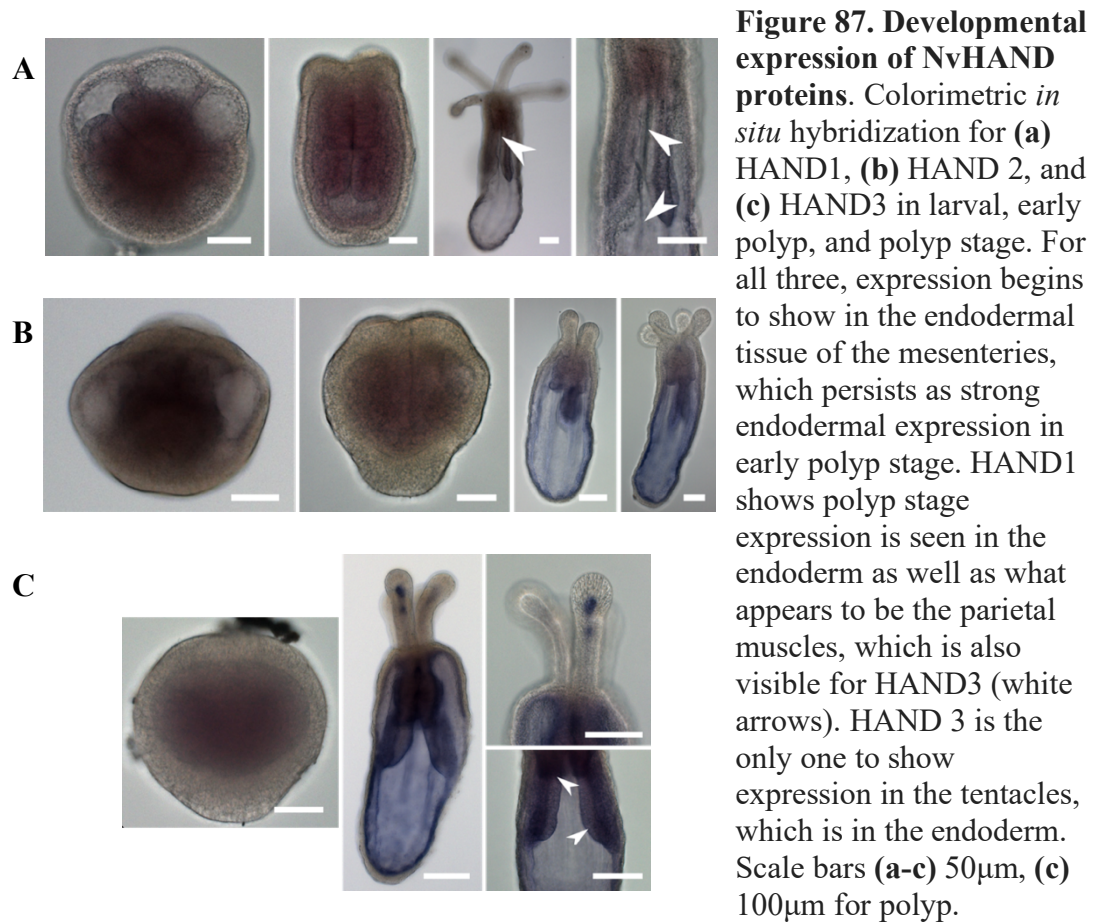 A
B
C
Figure 87. Developmental
expression of NvHAND
proteins. Colorimetric in
situ hybridization for (a)
HAND1, (b) HAND 2, and
(c) HAND3 in larval, early
polyp, and polyp stage. For
all three, expression begins
to show in the endodermal
tissue of the mesenteries,
which persists as strong
endodermal expression in
early polyp stage. HAND1
shows polyp stage
expression is seen in the
endoderm as well as what
appears to be the parietal
muscles, which is also
visible for HAND3 (white
arrows). HAND 3 is the
only one to show
expression in the tentacles,
which is in the endoderm.
Scale bars (a-c) 50μm, (c)
100μm for polyp.